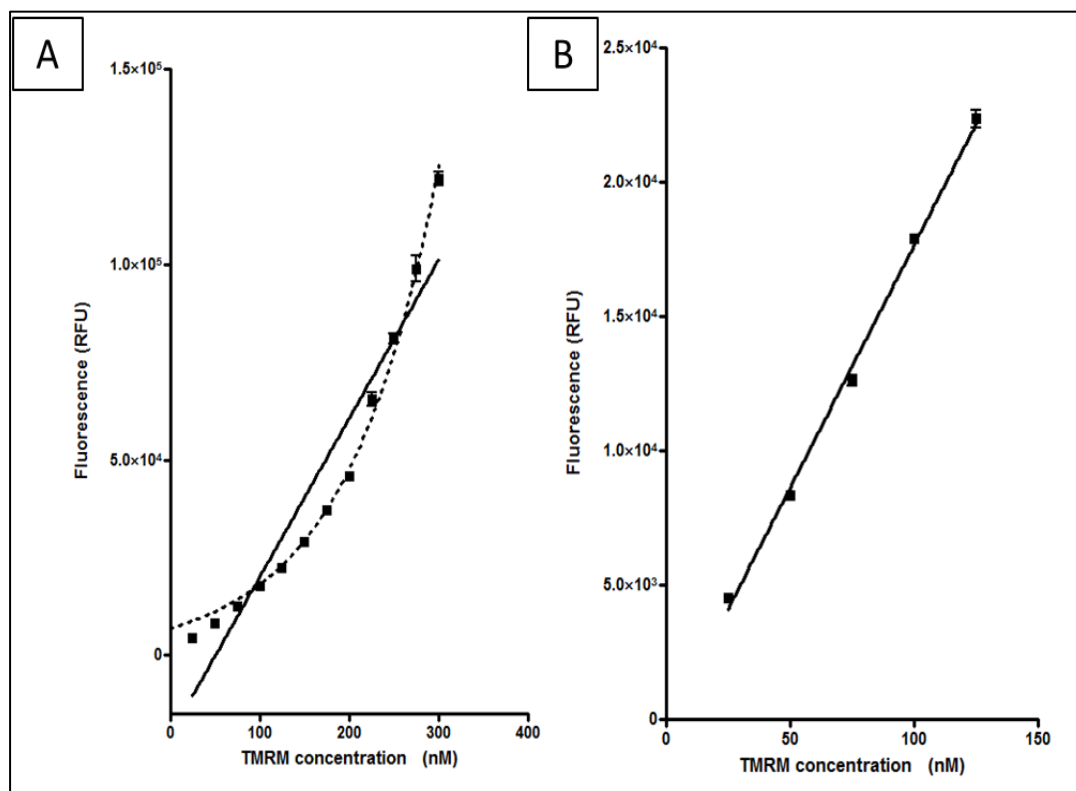 A
1.5×10⁵
1.0×10⁵
5.0×10⁴
0
Fluorescence (RFU)
0 100 200 300 400
TMRM concentration (nM)
B
2.5×10⁴
2.0×10⁴
1.5×10⁴
1.0×10⁴
5.0×10³
0
Fluorescence (RFU)
0 50 100 150
TMRM concentration (nM)